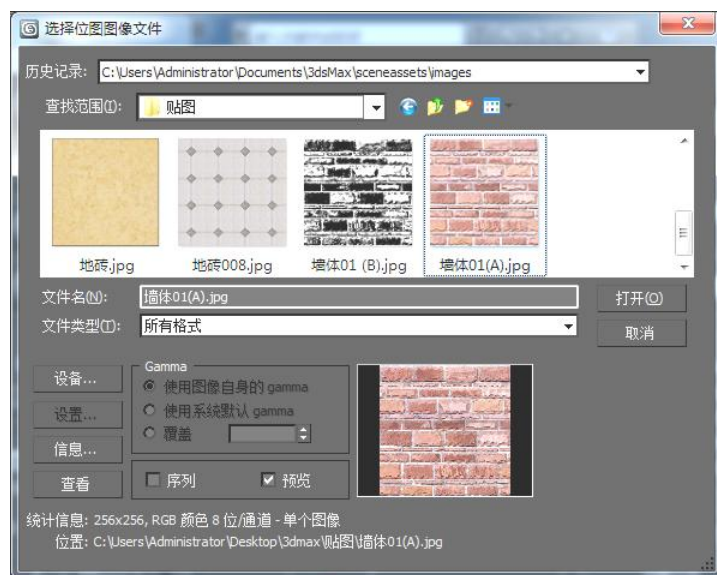 选择位图图像文件
历史记录: C:\Users\Administrator\Documents\3dsMax\sceneassets\images
查找范围(I): 贴图
地砖.jpg 地砖008.jpg 墙体01 (B).jpg 墙体01(A).jpg
文件名(N): 墙体01(A).jpg 打开(O)
文件类型(T): 所有格式 取消
设备... Gamma
使用图像自身的 gamma
设置... 使用系统默认 gamma
覆盖
信息...
查看 序列 预览
统计信息: 256x256, RGB 颜色 8 位/通道 - 单个图像
位置: C:\Users\Administrator\Desktop\3dmax\贴图\墙体01(A).jpg